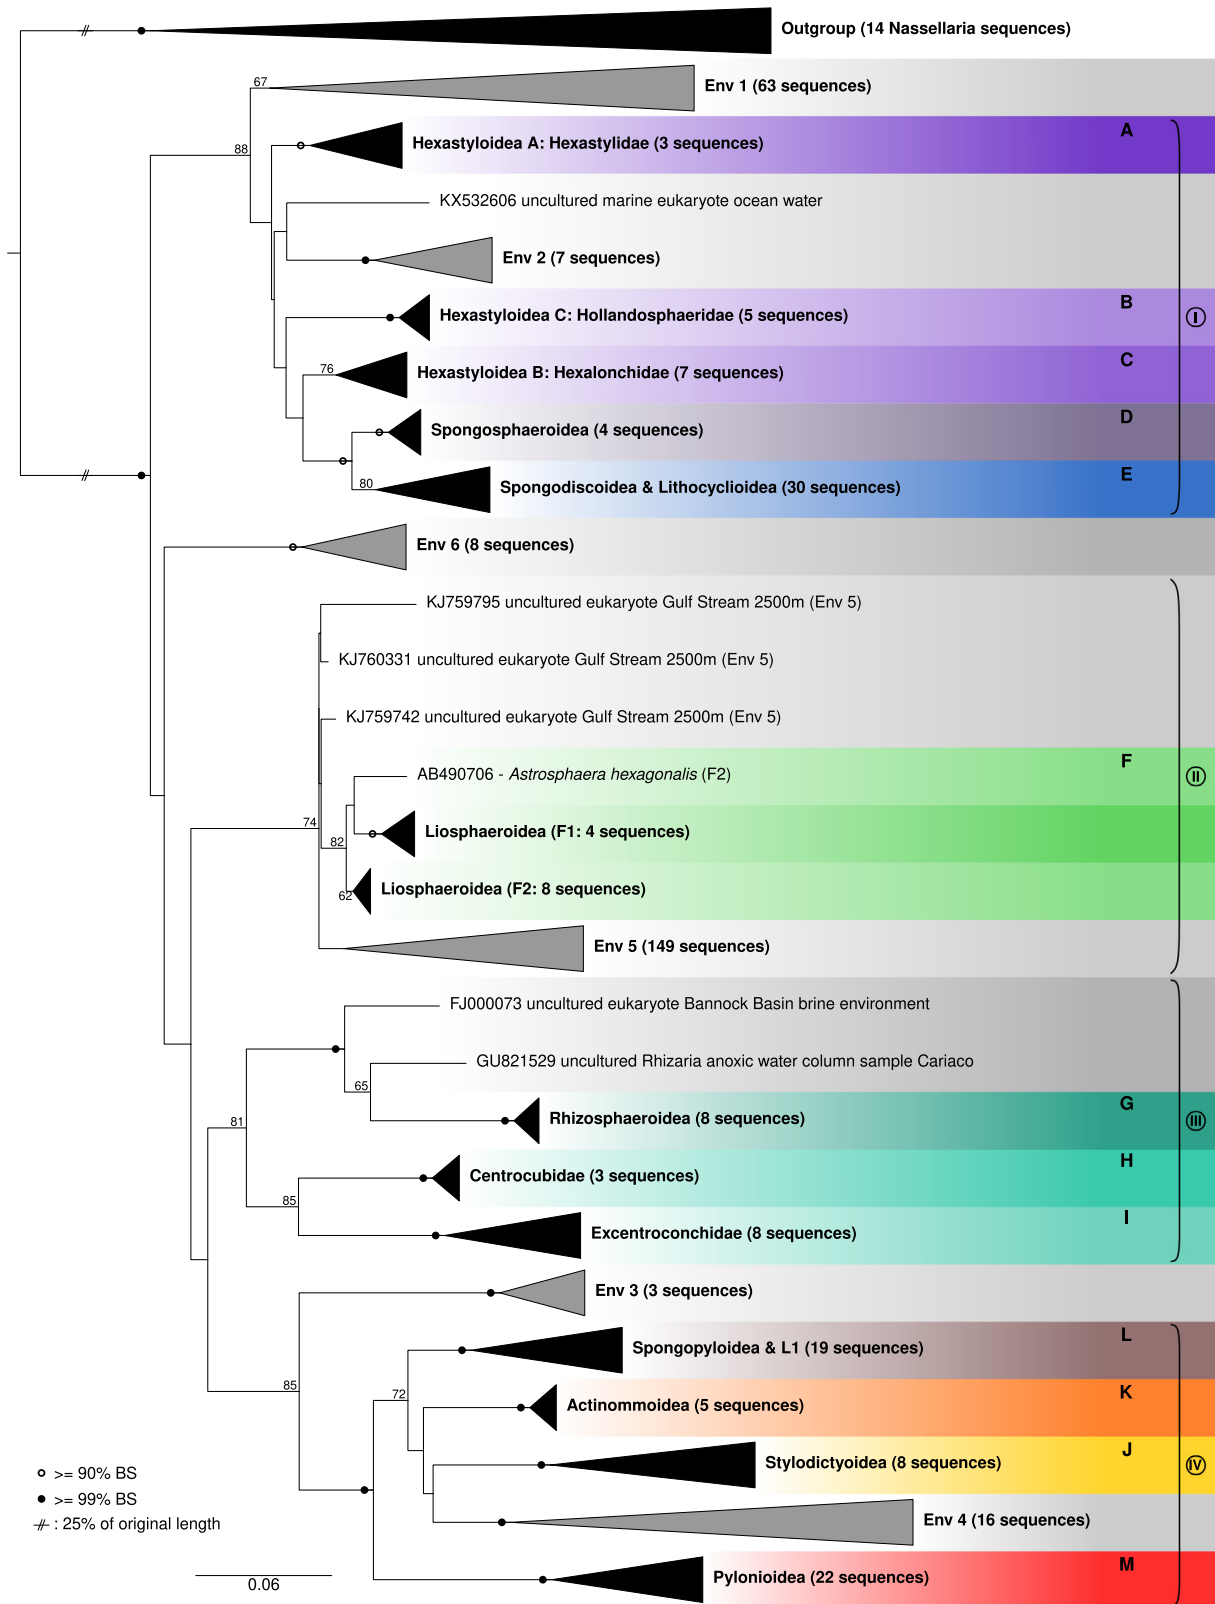 Outgroup (14 Nassellaria sequences)
67
Env 1 (63 sequences)
A
Hexastyloidea A: Hexastylidae (3 sequences)
88
KX532606 uncultured marine eukaryote ocean water
Env 2 (7 sequences)
B
Hexastyloidea C: Hollandosphaeridae (5 sequences)
I
C
76
Hexastyloidea B: Hexalonchidae (7 sequences)
D
Spongosphaeroidea (4 sequences)
E
80
Spongodiscoidea & Lithocyclioidea (30 sequences)
Env 6 (8 sequences)
KJ759795 uncultured eukaryote Gulf Stream 2500m (Env 5)
KJ760331 uncultured eukaryote Gulf Stream 2500m (Env 5)
KJ759742 uncultured eukaryote Gulf Stream 2500m (Env 5)
F
AB490706 - Astrosphaera hexagonalis (F2)
II
74
Liosphaeroidea (F1: 4 sequences)
82
Liosphaeroidea (F2: 8 sequences)
62
Env 5 (149 sequences)
FJ000073 uncultured eukaryote Bannock Basin brine environment
GU821529 uncultured Rhizaria anoxic water column sample Cariaco
65
G
Rhizosphaeroidea (8 sequences)
III
81
H
Centrocubidae (3 sequences)
85
I
Excentroconchidae (8 sequences)
Env 3 (3 sequences)
L
Spongopyloidea & L1 (19 sequences)
85
72
K
Actinommoidea (5 sequences)
J
Stylodictyoidea (8 sequences)
IV
Env 4 (16 sequences)
M
Pylonioidea (22 sequences)
>= 90% BS
>= 99% BS
: 25% of original length
0.06